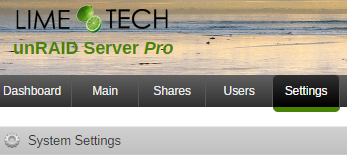 LIME TECH
unRAID Server Pro
Dashboard Main Shares Users Settings
System Settings